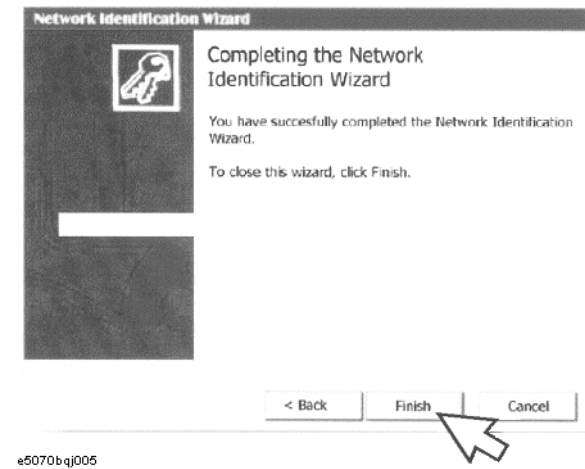 Network Identification Wizard
Completing the Network
Identification Wizard
You have succesfully completed the Network Identification
Wizard.
To close this wizard, click Finish.
< Back
Finish
Cancel
e5070bqj005